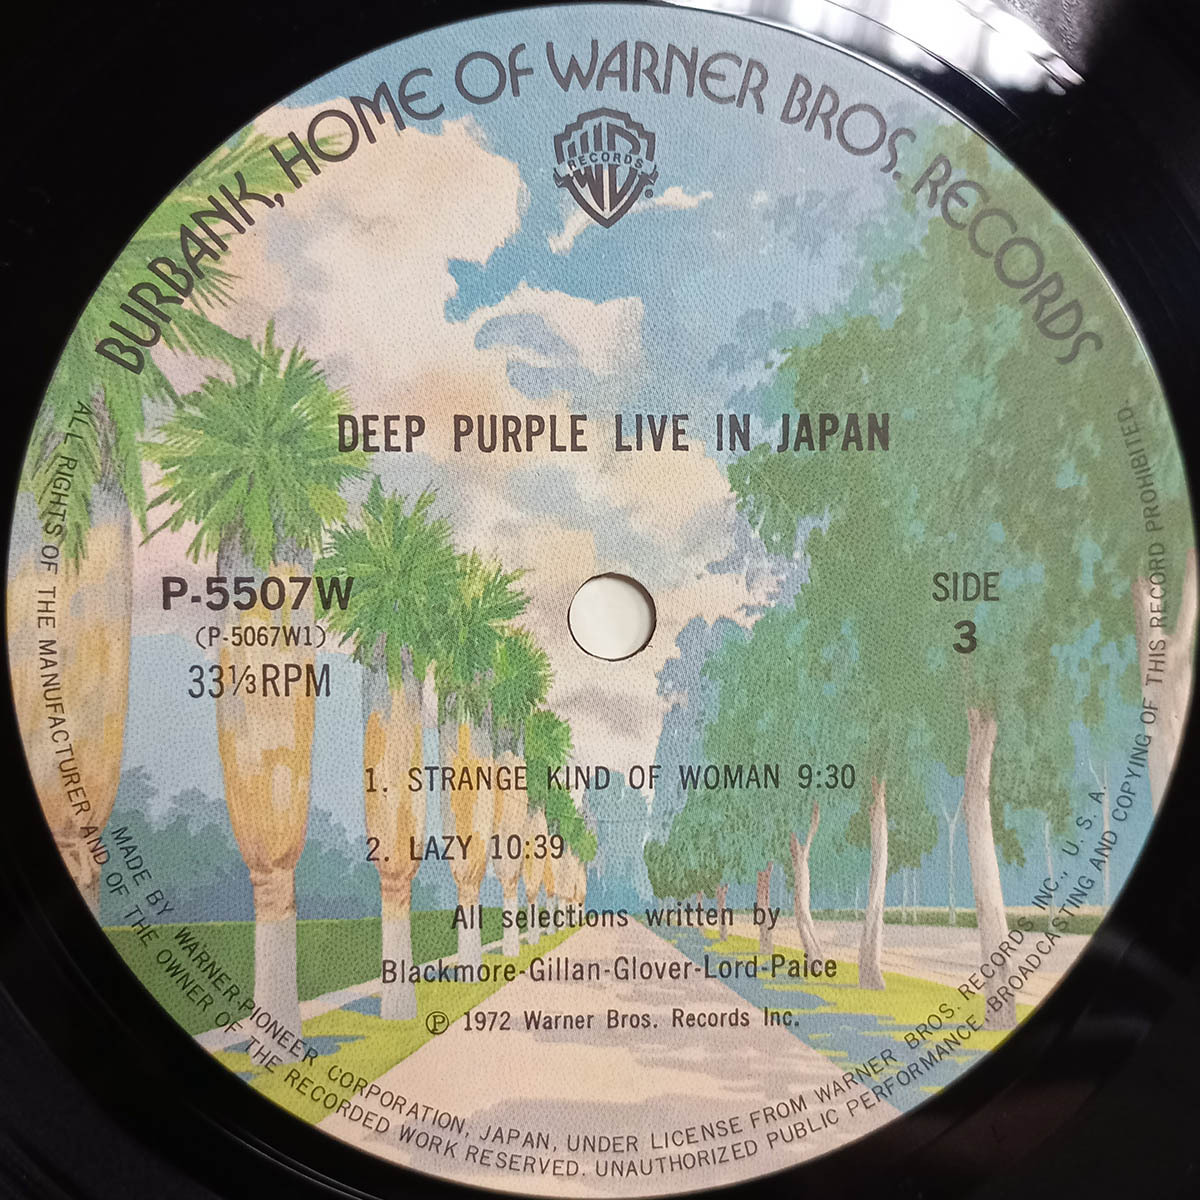 BURBANK, HOME OF WARNER BROS. RECORDS
RECORDS
DEEP PURPLE LIVE IN JAPAN
P-5507W
(P-5067W1)
33⅓RPM
SIDE
3
1. STRANGE KIND OF WOMAN 9:30
2. LAZY 10:39
All selections written by
Blackmore-Gillan-Glover-Lord-Paice
Ⓟ 1972 Warner Bros. Records Inc.
MADE BY WARNER-PIONEER CORPORATION, JAPAN, UNDER LICENSE FROM WARNER BROS. RECORDS, INC., U. S. A.
ALL RIGHTS OF THE MANUFACTURER AND OF THE OWNER OF THE RECORDED WORK RESERVED. UNAUTHORIZED PUBLIC PERFORMANCE, BROADCASTING AND COPYING OF THIS RECORD PROHIBITED.